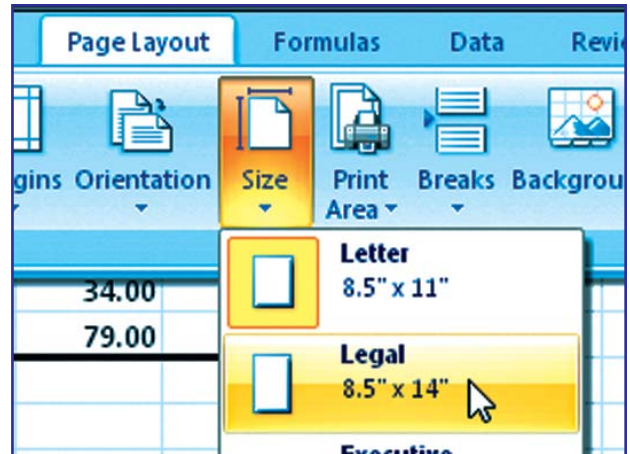 Page Layout Formulas Data
Orientation Size Print Area Breaks
Letter
8.5" x 11"
34.00
79.00
Legal
8.5" x 14"
Executive